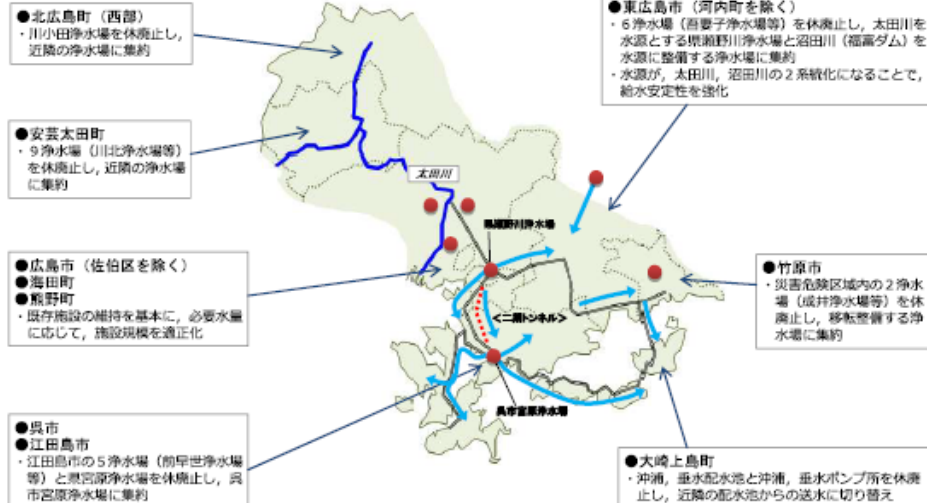 ●北広島町（西部）
・川小田浄水場を休廃止し，
近隣の浄水場に集約
●東広島市（河内町を除く）
・６浄水場（吾妻子浄水場等）を休廃止し，太田川を
水源とする県瀬野川浄水場と沼田川（福富ダム）を
水源に整備する浄水場に集約
・水源が，太田川，沼田川の２系統化になることで，
給水安定性を強化
●安芸太田町
・９浄水場（川北浄水場等）
を休廃止し，近隣の浄水場
に集約
太田川
県瀬野川浄水場
●広島市（佐伯区を除く）
●海田町
●熊野町
・既存施設の維持を基本に，必要水量
に応じて，施設規模を適正化
＜二期トンネル＞
●竹原市
・災害危険区域内の２浄水
場（成井浄水場等）を休
廃止し，移転整備する浄
水場に集約
呉市宮原浄水場
●呉市
●江田島市
・江田島市の５浄水場（前早世浄水場
等）と県宮原浄水場を休廃止し，呉
市宮原浄水場に集約
●大崎上島町
・沖浦，垂水配水池と沖浦，垂水ポンプ所を休廃
止し，近隣の配水池からの送水に切り替え